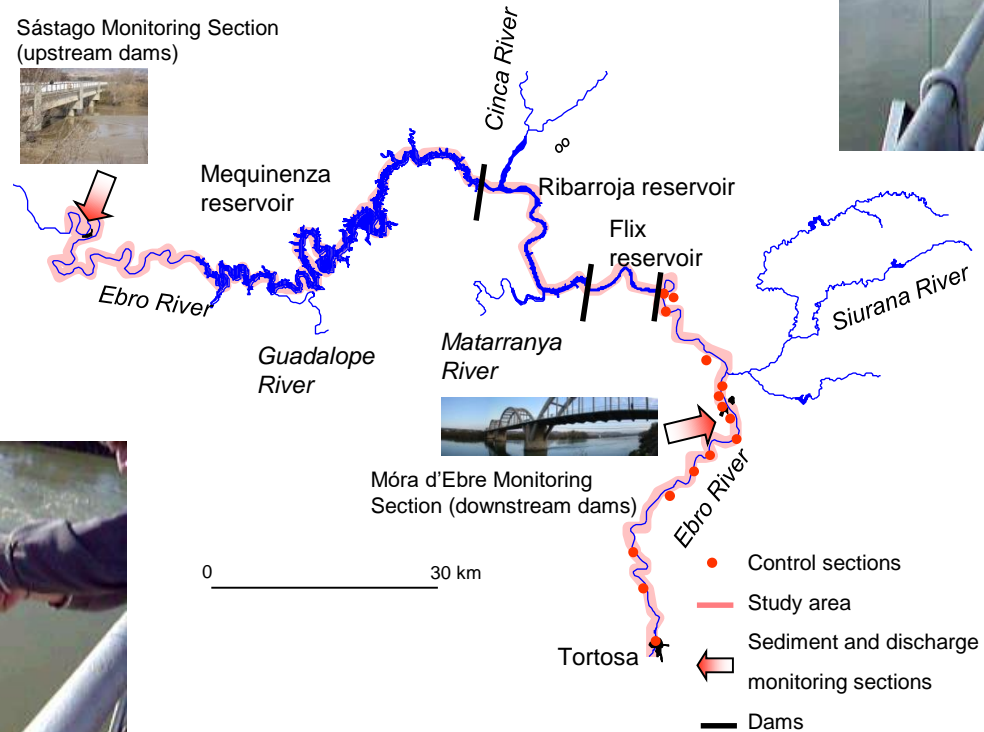 Sástago Monitoring Section
(upstream dams)
Cinca River
Mequinenza
reservoir
Ribarroja reservoir
Flix
reservoir
Ebro River
Siurana River
Guadalope
River
Matarranya
River
Móra d'Ebre Monitoring
Section (downstream dams)
Ebro River
0
30 km
Control sections
Study area
Sediment and discharge
monitoring sections
Dams
Tortosa